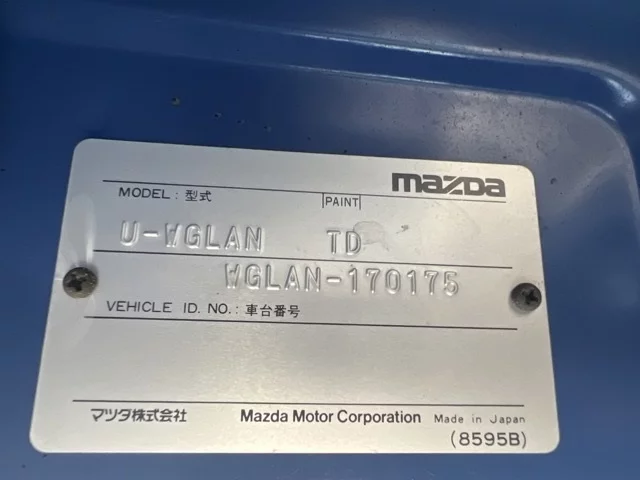 mazda
MODEL : 型式 PAINT
U-WGLAN TD
WGLAN-170175
VEHICLE ID. NO. : 車台番号
マツダ株式会社 Mazda Motor Corporation Made in Japan
(8595B)